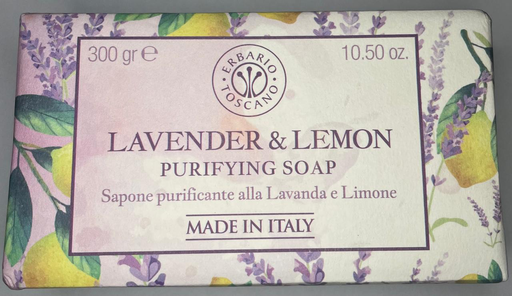 300 gr ℮
10.50 oz.
ERBARIO TOSCANO
LAVENDER & LEMON
PURIFYING SOAP
Sapone purificante alla Lavanda e Limone
MADE IN ITALY